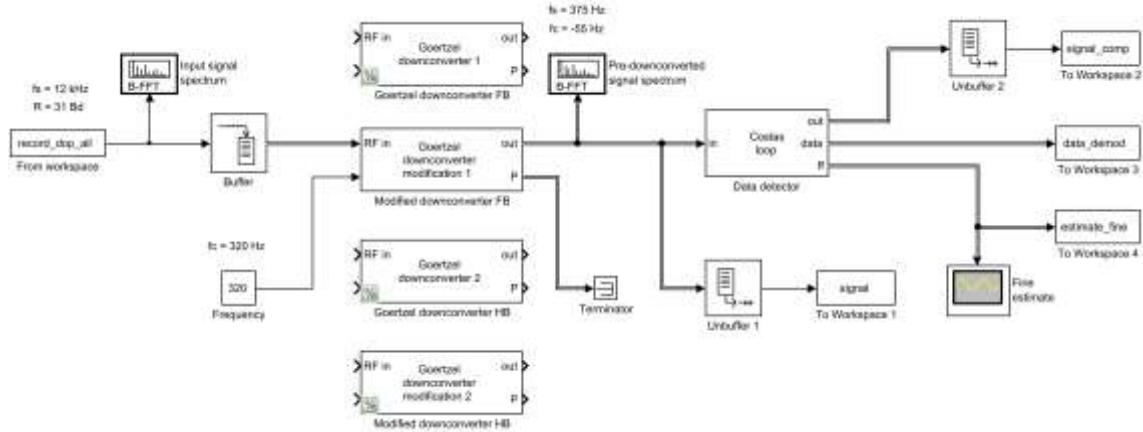 fs = 375 Hz
fc = -55 Hz
RF in
Goertzel
downconverter 1
out
P
Goertzel downconverter FB
B-FFT
Input signal
spectrum
B-FFT
Pre-downconverted
signal spectrum
Unbuffer 2
signal_comp
To Workspace 2
fs = 12 kHz
R = 31 Bd
record_dop_all
From workspace
Buffer
RF in
Goertzel
downconverter
modification 1
out
P
Modified downconverter FB
in
Costas
loop
out
data
Data detector
data_demod
To Workspace 3
estimate_fine
To Workspace 4
fc = 320 Hz
320
Frequency
RF in
Goertzel
downconverter 2
out
P
Goertzel downconverter HB
Terminator
Unbuffer 1
signal
To Workspace 1
Fine
estimate
RF in
Goertzel
downconverter
modification 2
out
P
Modified downconverter HB